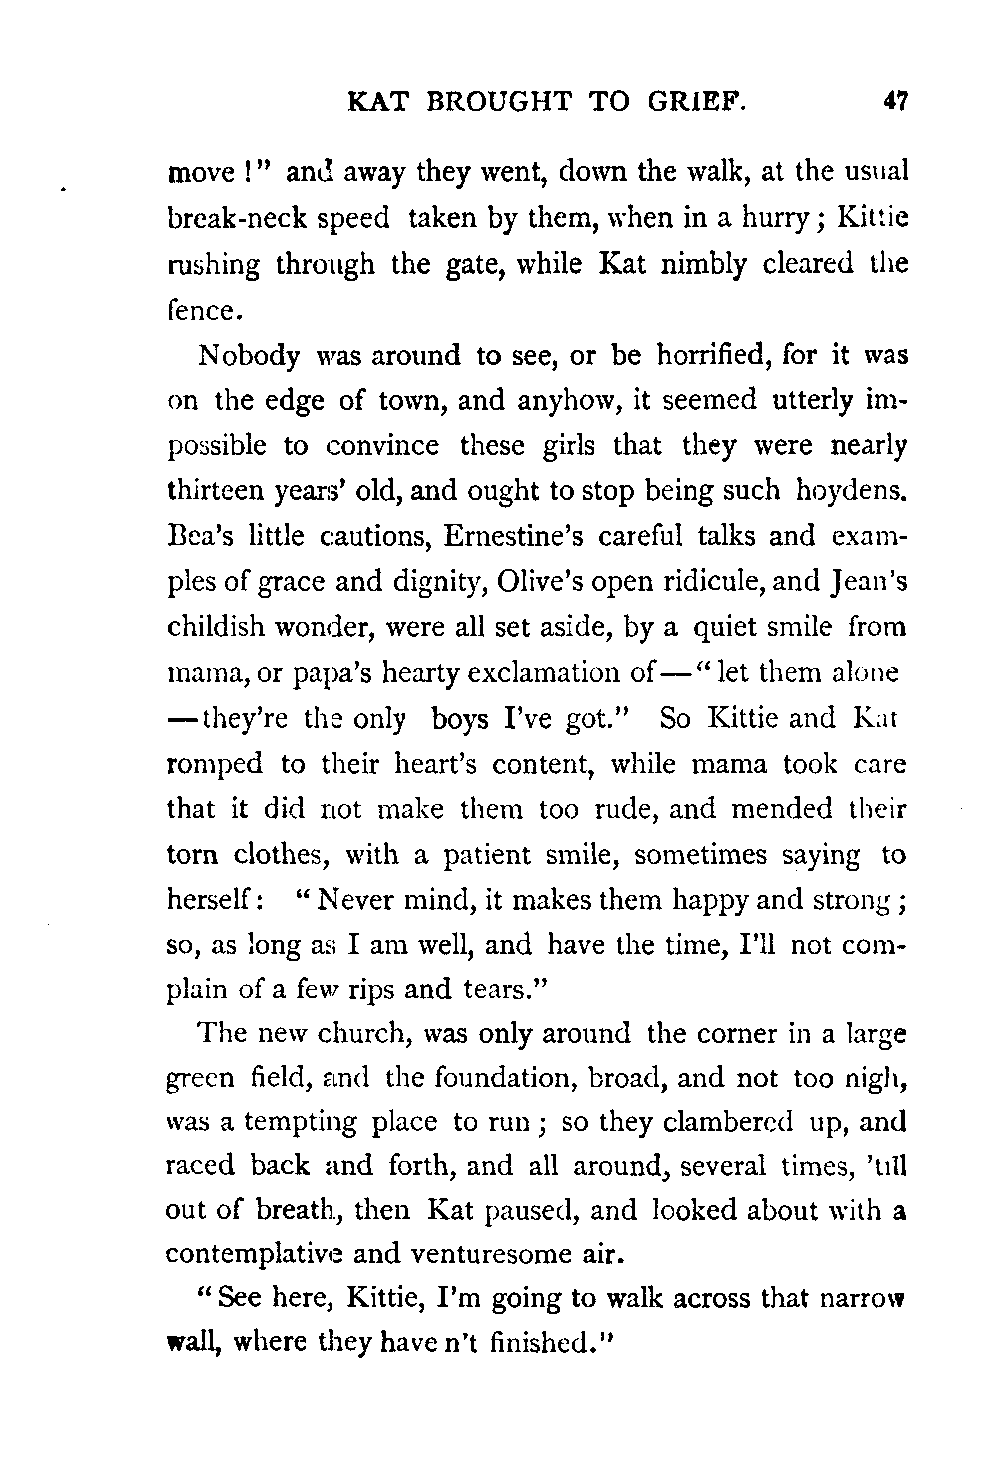 KAT BROUGHT TO GRIEF. 47
move !" and away they went, down the walk, at the usual
break-neck speed taken by them, when in a hurry ; Kittie
rushing through the gate, while Kat nimbly cleared the
fence.
Nobody was around to see, or be horrified, for it was
on the edge of town, and anyhow, it seemed utterly im-
possible to convince these girls that they were nearly
thirteen years' old, and ought to stop being such hoydens.
Bea's little cautions, Ernestine's careful talks and exam-
ples of grace and dignity, Olive's open ridicule, and Jean's
childish wonder, were all set aside, by a quiet smile from
mama, or papa's hearty exclamation of—"let them alone
—they're the only boys I've got." So Kittie and Kat
romped to their heart's content, while mama took care
that it did not make them too rude, and mended their
torn clothes, with a patient smile, sometimes saying to
herself : "Never mind, it makes them happy and strong ;
so, as long as I am well, and have the time, I'll not com-
plain of a few rips and tears."
The new church, was only around the corner in a large
green field, and the foundation, broad, and not too nigh,
was a tempting place to run ; so they clambered up, and
raced back and forth, and all around, several times, 'till
out of breath, then Kat paused, and looked about with a
contemplative and venturesome air.
"See here, Kittie, I'm going to walk across that narrow
wall, where they have n't finished."